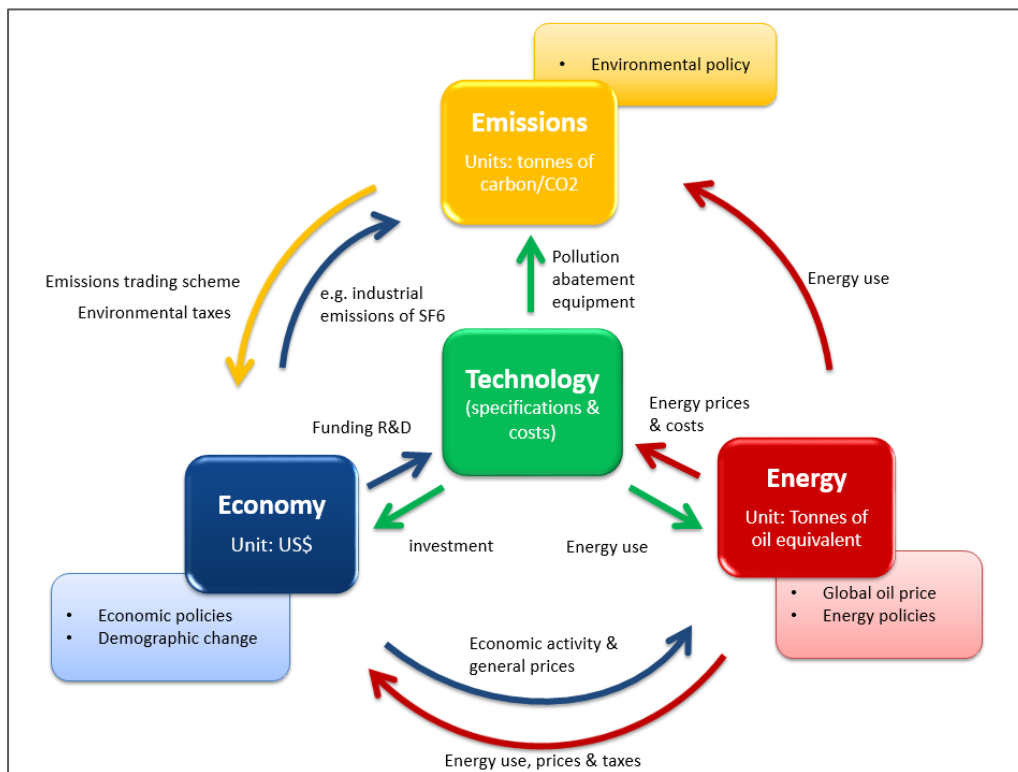 • Environmental policy
Emissions
Units: tonnes of
carbon/CO2
Pollution
abatement
equipment
Energy use
Emissions trading scheme
Environmental taxes
e.g. industrial
emissions of SF6
Technology
(specifications &
costs)
Energy prices
& costs
Funding R&D
Economy
Unit: US$
Energy
Unit: Tonnes of
oil equivalent
investment
Energy use
• Economic policies
• Demographic change
• Global oil price
• Energy policies
Economic activity &
general prices
Energy use, prices & taxes